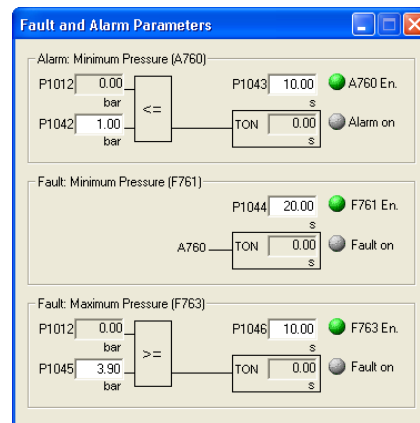 Fault and Alarm Parameters
Alarm: Minimum Pressure (A760)
P1012 0.00 P1043 10.00 A760 En.
bar <= s
P1042 1.00 TON 0.00 Alarm on
bar s
Fault: Minimum Pressure (F761)
P1044 20.00 F761 En.
s
A760 TON 0.00 Fault on
s
Fault: Maximum Pressure (F763)
P1012 0.00 P1046 10.00 F763 En.
bar >= s
P1045 3.90 TON 0.00 Fault on
bar s